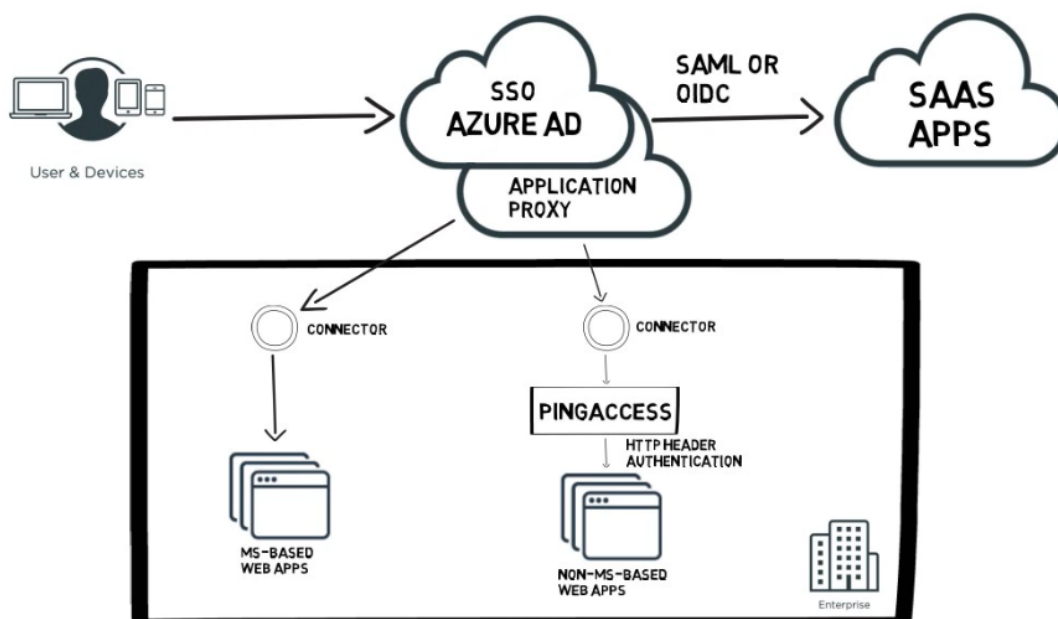 SSO
AZURE AD
SAML OR
OIDC
SAAS
APPS
User & Devices
APPLICATION
PROXY
CONNECTOR
CONNECTOR
PINGACCESS
HTTP HEADER
AUTHENTICATION
MS-BASED
WEB APPS
NON-MS-BASED
WEB APPS
Enterprise